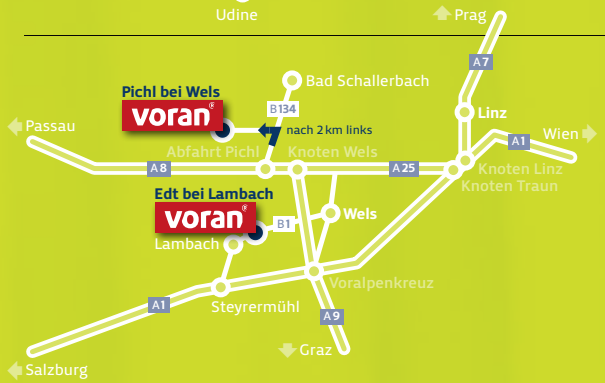 Udine
Prag
A7
Pichl bei Wels
Bad Schallerbach
voran®
B134
Linz
nach 2 km links
Passau
A1
Wien
Abfahrt Pichl
Knoten Wels
A8
A25
Knoten Linz
Knoten Traun
Edt bei Lambach
voran®
B1
Wels
Lambach
Voralpenkreuz
A1
Steyrermühl
A9
Graz
Salzburg